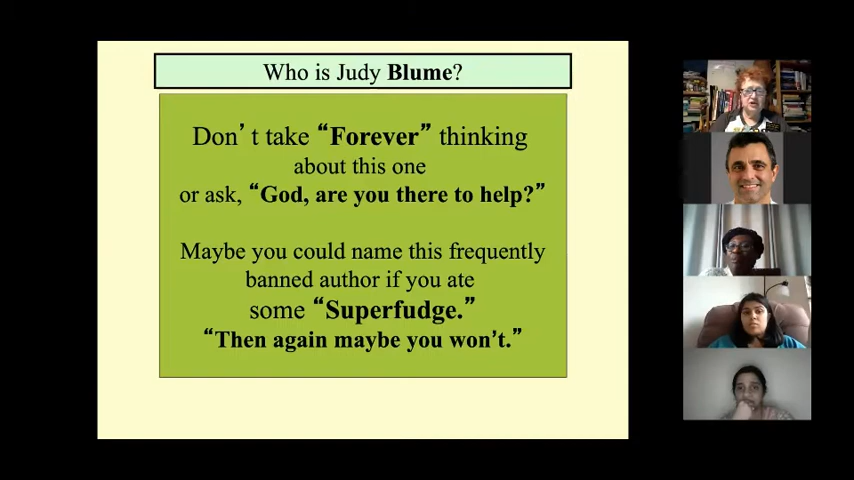 Who is Judy Blume?
Don't take “Forever” thinking
about this one
or ask, “God, are you there to help?”
Maybe you could name this frequently
banned author if you ate
some “Superfudge.”
“Then again maybe you won't.”